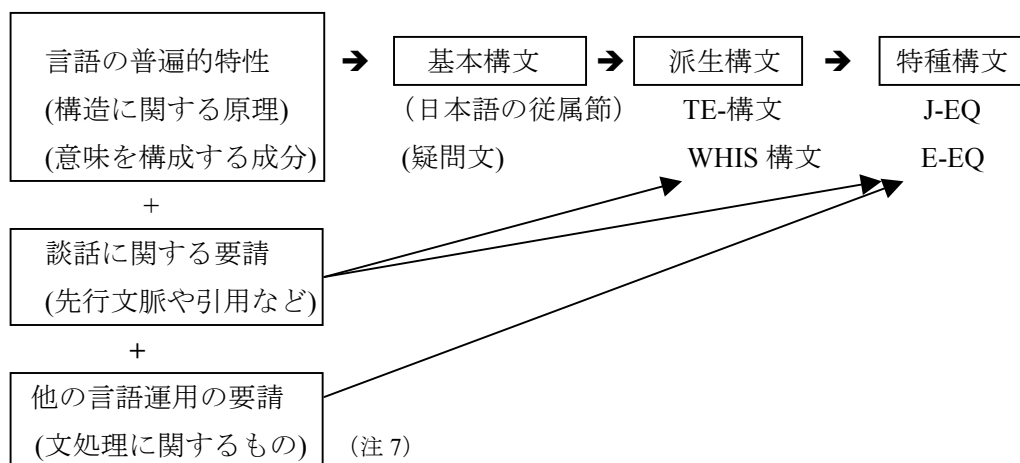 言語の普遍的特性 ➔ 基本構文 ➔ 派生構文 ➔ 特種構文
(構造に関する原理) （日本語の従属節） TE-構文 J-EQ
(意味を構成する成分) (疑問文) WHIS 構文 E-EQ
+
談話に関する要請
(先行文脈や引用など)
+
他の言語運用の要請
(文処理に関するもの) （注 7）